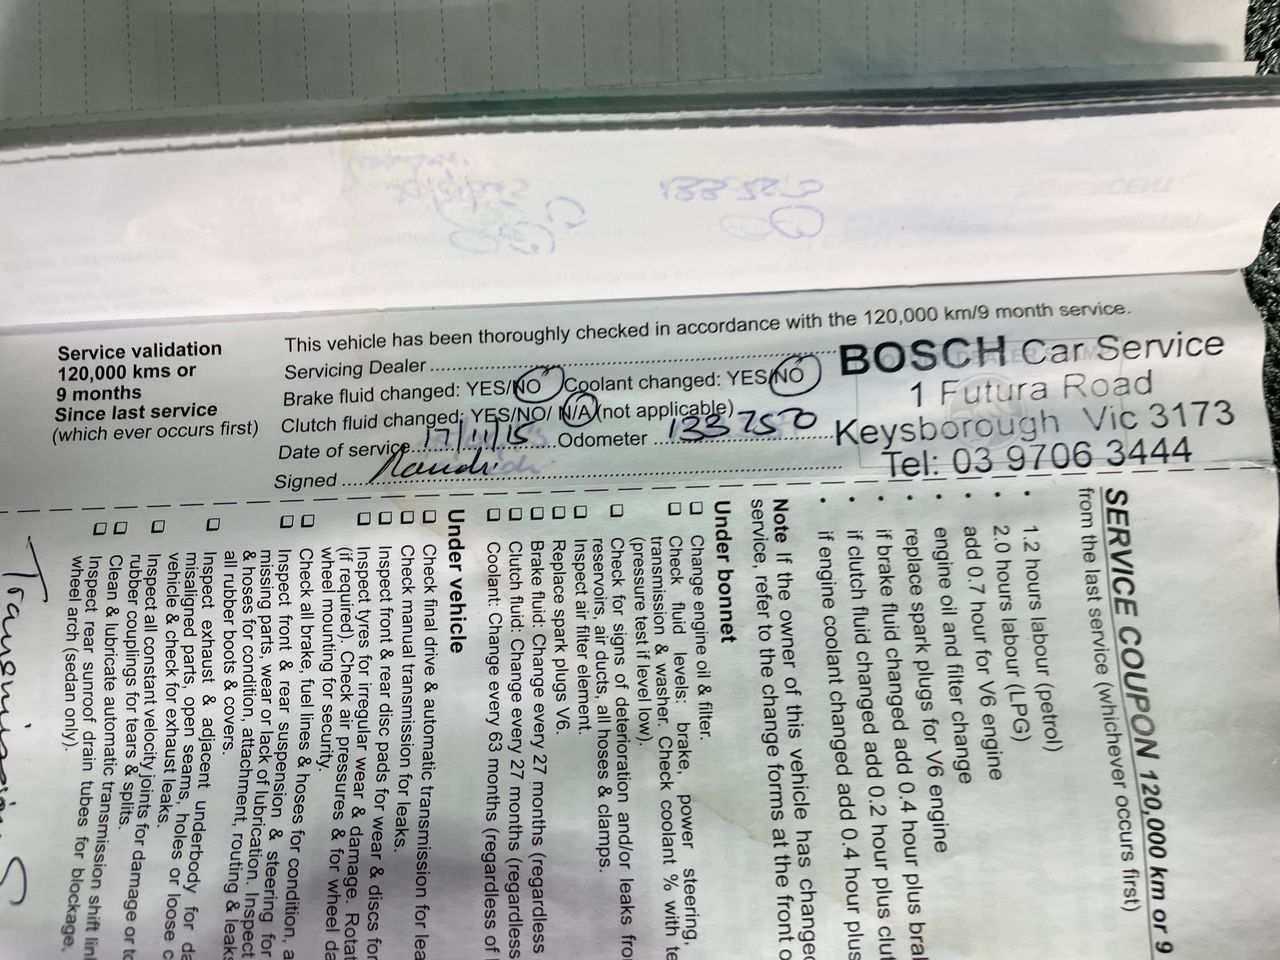 Service validation
120,000 kms or
9 months
Since last service
(which ever occurs first)
This vehicle has been thoroughly checked in accordance with the 120,000 km/9 month service.
Servicing Dealer
Brake fluid changed: YES/NO Coolant changed: YES/NO
Clutch fluid changed: YES/NO/ N/A (not applicable)
Date of service 17/11/15 Odometer 133 7570
Signed
BOSCH Car Service
1 Futura Road
Keysborough Vic 3173
Tel: 03 9706 3444
SERVICE COUPON 120,000 km or 9
from the last service (whichever occurs first)
• 1.2 hours labour (petrol)
• 2.0 hours labour (LPG)
• add 0.7 hour for V6 engine
engine oil and filter change
• replace spark plugs for V6 engine
• if brake fluid changed add 0.4 hour plus
• if clutch fluid changed add 0.2 hour plus
• if engine coolant changed add 0.4 hour plus
Note If the owner of this vehicle has
service, refer to the change forms at the front
Under bonnet
☐ Change engine oil & filter.
☐ Check fluid levels: brake, power steering,
transmission & washer. Check coolant % with
(pressure test if level low).
☐ Check for signs of deterioration and/or leaks
reservoirs, air ducts, all hoses & clamps.
☐ Inspect air filter element.
☐ Replace spark plugs V6.
☐ Brake fluid: Change every 27 months (regardless
☐ Clutch fluid: Change every 27 months (regardless
☐ Coolant: Change every 63 months (regardless of
Under vehicle
☐ Check final drive & automatic transmission for
☐ Check manual transmission for leaks.
☐ Inspect front & rear disc pads for wear & discs for
☐ Inspect tyres for irregular wear & damage.
(if required), Check air pressures & for wheel
wheel mounting for security.
☐ Check all brake, fuel lines & hoses for condition,
☐ Inspect front & rear suspension & steering for
missing parts, wear or lack of lubrication. Inspect
& hoses for condition, attachment, routing & leaks
all rubber boots & covers.
☐ Inspect exhaust & adjacent underbody for
misaligned parts, open seams, holes or loose
vehicle & check for exhaust leaks.
☐ Inspect all constant velocity joints for damage or
rubber couplings for tears & splits.
☐ Clean & lubricate automatic transmission shift
☐ Inspect rear sunroof drain tubes for blockage,
wheel arch (sedan only).
Transmission S